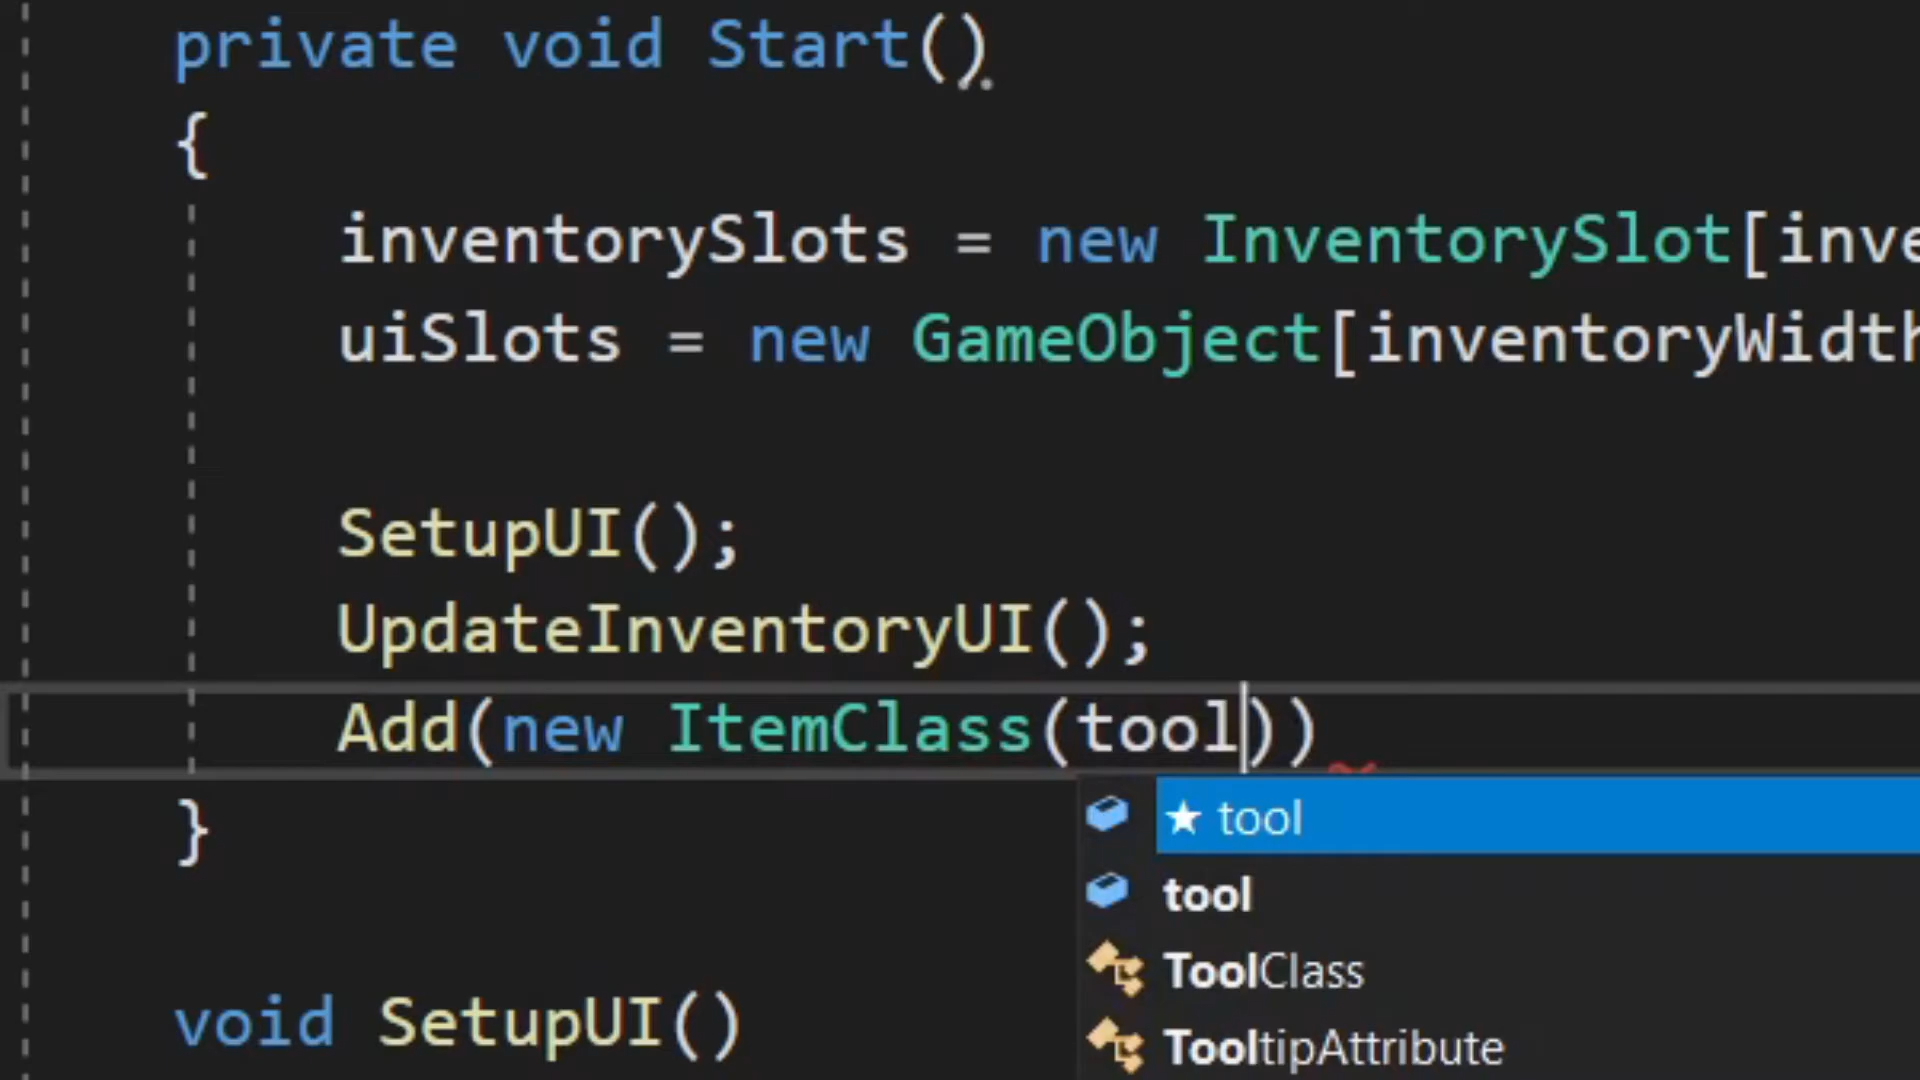 private void Start()
{
inventorySlots = new InventorySlot[inve
uiSlots = new GameObject[inventoryWidth
SetupUI();
UpdateInventoryUI();
Add(new ItemClass(tool))
★ tool
tool
}
ToolClass
void SetupUI()
TooltipAttribute